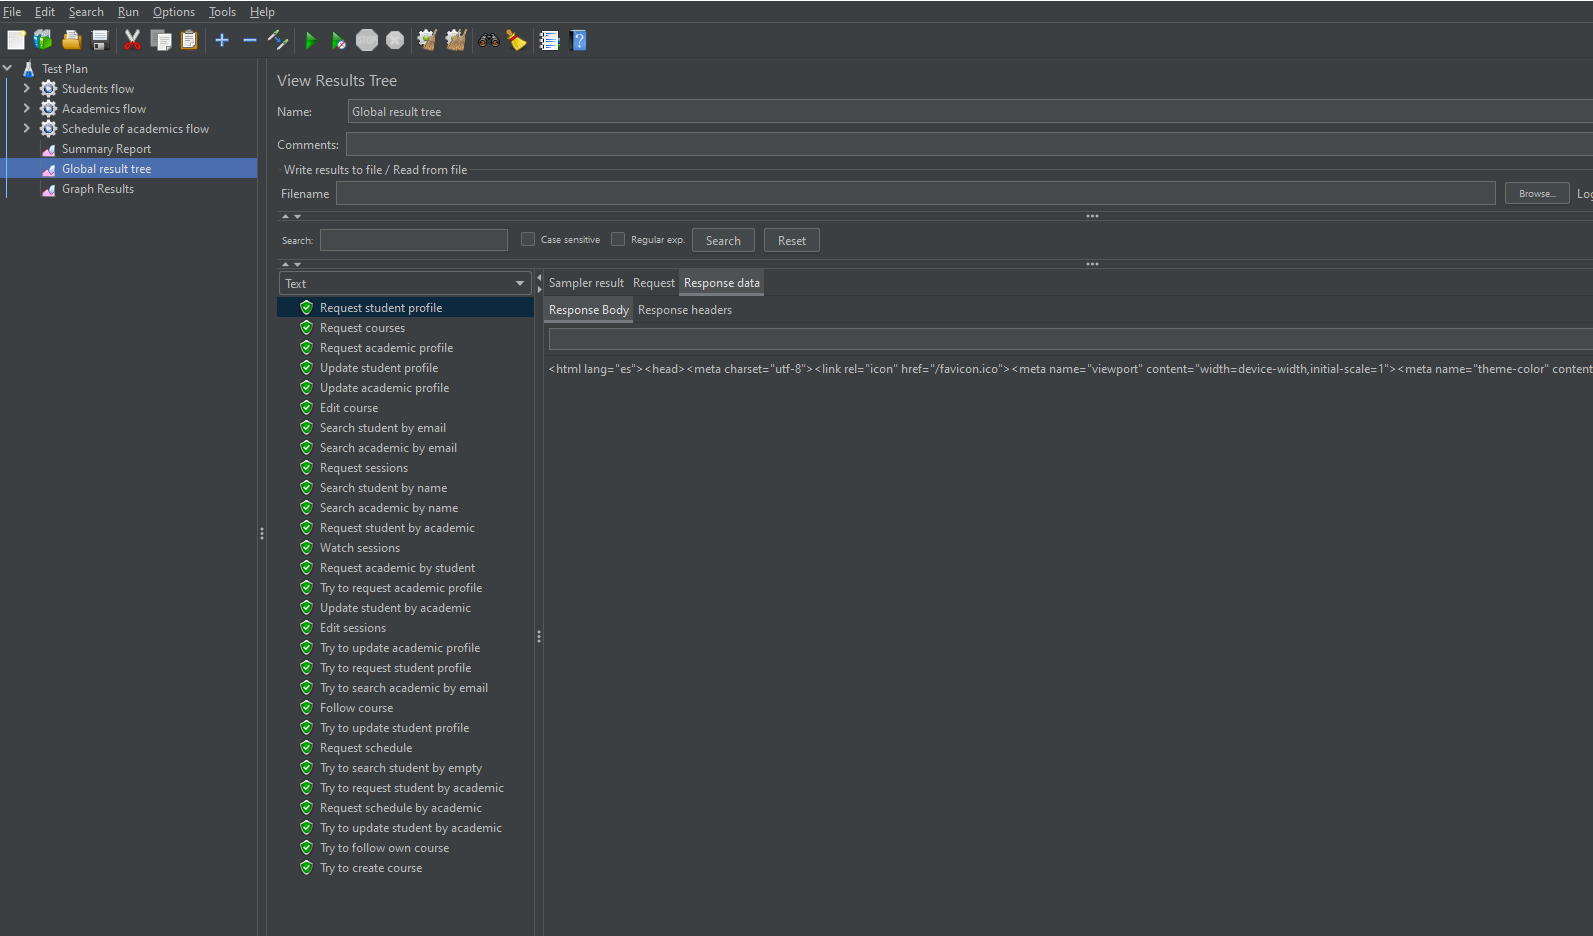 File Edit Search Run Options Tools Help
STOP
Test Plan
Students flow
Academics flow
Schedule of academics flow
Summary Report
Global result tree
Graph Results
View Results Tree
Name: Global result tree
Comments:
Write results to file / Read from file
Filename Browse... Log
Search: Case sensitive Regular exp. Search Reset
Text
Request student profile
Request courses
Request academic profile
Update student profile
Update academic profile
Edit course
Search student by email
Search academic by email
Request sessions
Search student by name
Search academic by name
Request student by academic
Watch sessions
Request academic by student
Try to request academic profile
Update student by academic
Edit sessions
Try to update academic profile
Try to request student profile
Try to search academic by email
Follow course
Try to update student profile
Request schedule
Try to search student by empty
Try to request student by academic
Request schedule by academic
Try to update student by academic
Try to follow own course
Try to create course
Sampler result Request Response data
Response Body Response headers
<html lang="es"><head><meta charset="utf-8"><link rel="icon" href="/favicon.ico"><meta name="viewport" content="width=device-width,initial-scale=1"><meta name="theme-color" content